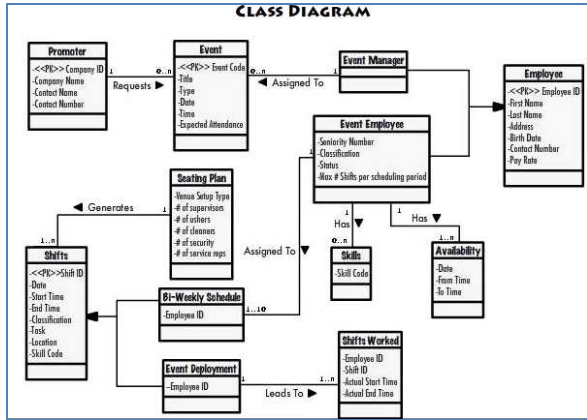 CLASS DIAGRAM
Promoter
-<<PK>> Company ID
-Company Name
-Contact Name
-Contact Number
1
Requests ►
0..n
Event
-<<PK>> Event Code
-Title
-Type
-Date
-Time
-Expected Attendance
0..n
◄ Assigned To
1
Event Manager
Employee
-<<PK>> Employee ID
-First Name
-Last Name
-Address
-Birth Date
-Contact Number
-Pay Rate
Event Employee
-Seniority Number
-Classification
-Status
-Max # Shifts per scheduling period
1
1
1
Seating Plan
-Venue Setup Type
-# of supervisors
-# of ushers
-# of cleaners
-# of security
-# of service reps
◄ Generates
1
1..n
Assigned To ▼
Has ▼
Has ▼
0..n
1..n
Skills
-Skill Code
Availability
-Date
-From Time
-To Time
Shifts
-<<PK>>Shift ID
-Date
-Start Time
-End Time
-Classification
-Task
-Location
-Skill Code
Bi-Weekly Schedule
-Employee ID
1..10
Event Deployment
-Employee ID
1
Leads To ►
1..n
Shifts Worked
-Employee ID
-Shift ID
-Actual Start Time
-Actual End Time